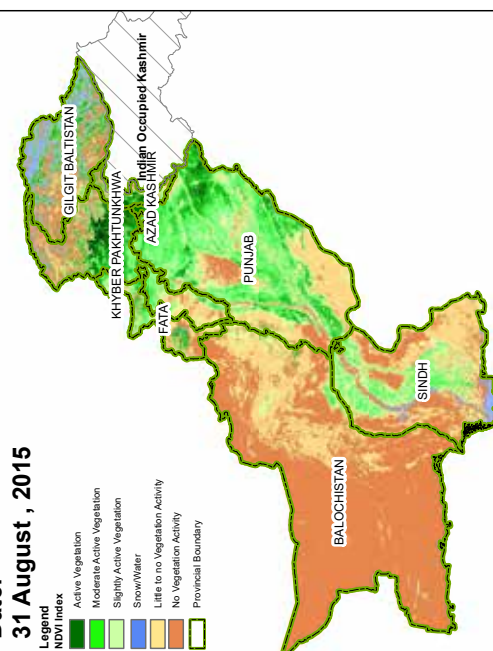 31 August , 2015
Legend
NDVI Index
Active Vegetation
Moderate Active Vegetation
Slightly Active Vegetation
Snow/Water
Little to no Vegetation Activity
No Vegetation Activity
Provincial Boundary
GILGIT BALTISTAN
KHYBER PAKHTUNKHWA
Indian Occupied Kashmir
AZAD KASHMIR
FATA
PUNJAB
BALOCHISTAN
SINDH